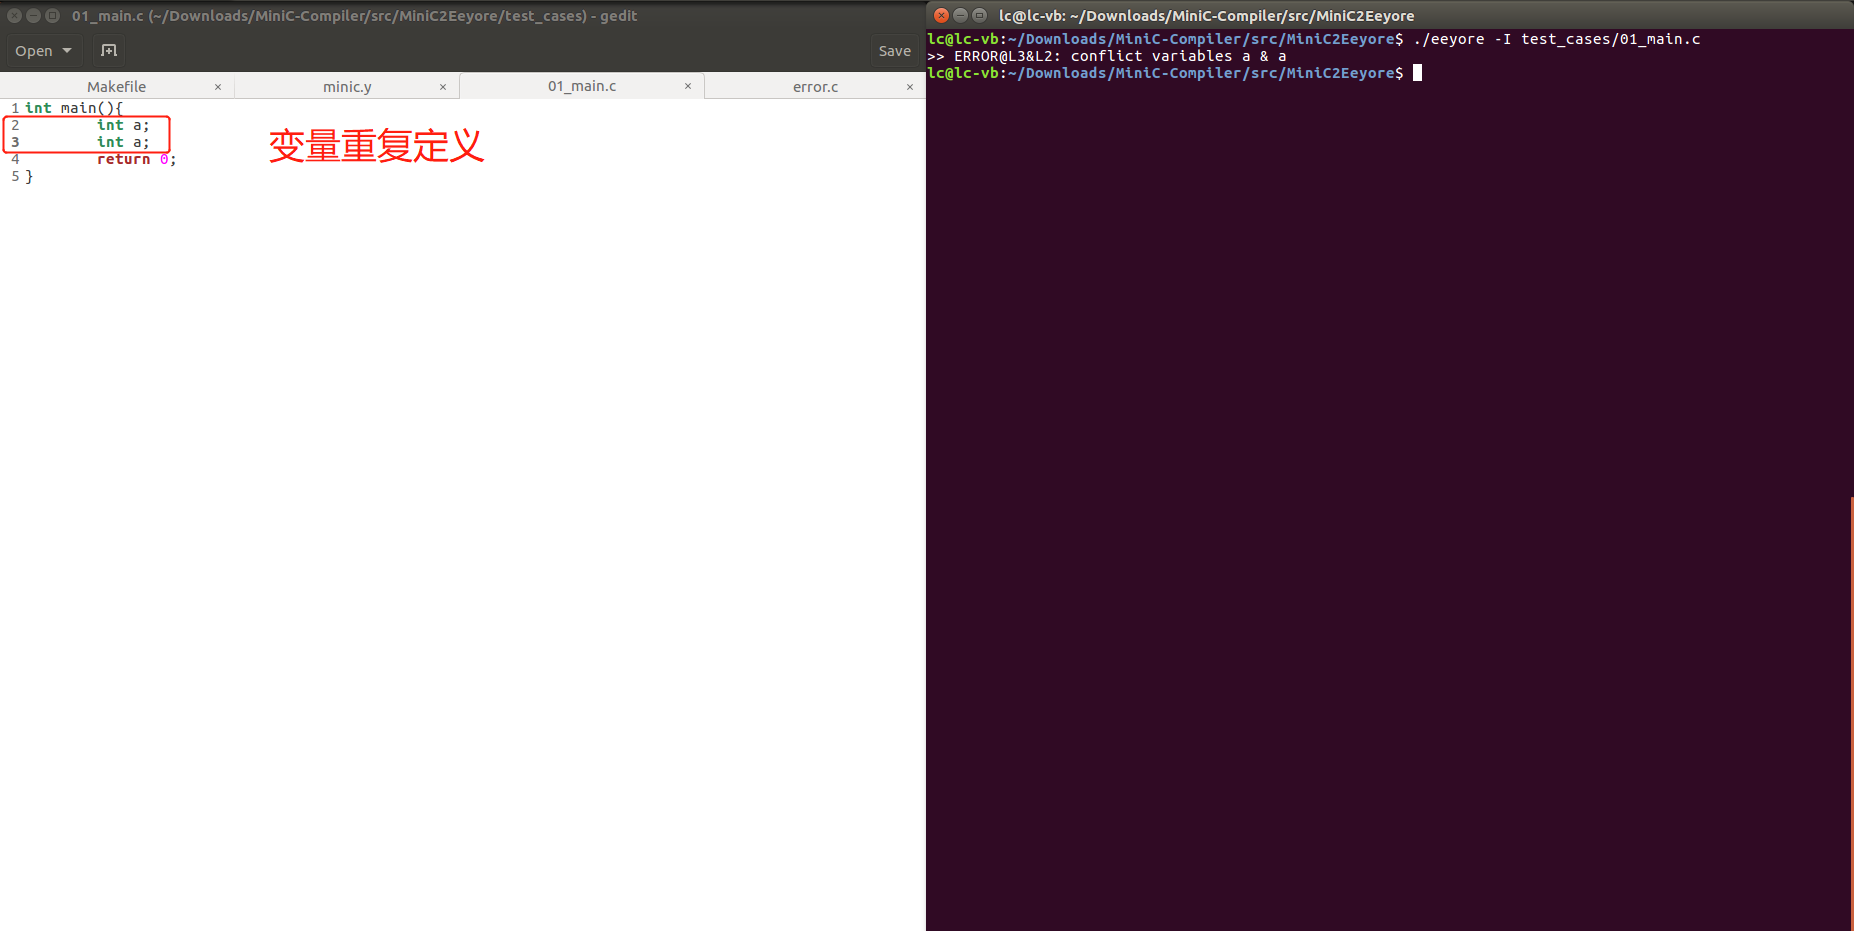 01_main.c (~/Downloads/MiniC-Compiler/src/MiniC2Eeyore/test_cases) - gedit
Open
Save
Makefile × minic.y × 01_main.c × error.c ×
1 int main(){
2 int a;
3 int a;
4 return 0;
5 }
变量重复定义
lc@lc-vb: ~/Downloads/MiniC-Compiler/src/MiniC2Eeyore
lc@lc-vb:~/Downloads/MiniC-Compiler/src/MiniC2Eeyore$ ./eeyore -I test_cases/01_main.c
>> ERROR@L3&L2: conflict variables a & a
lc@lc-vb:~/Downloads/MiniC-Compiler/src/MiniC2Eeyore$